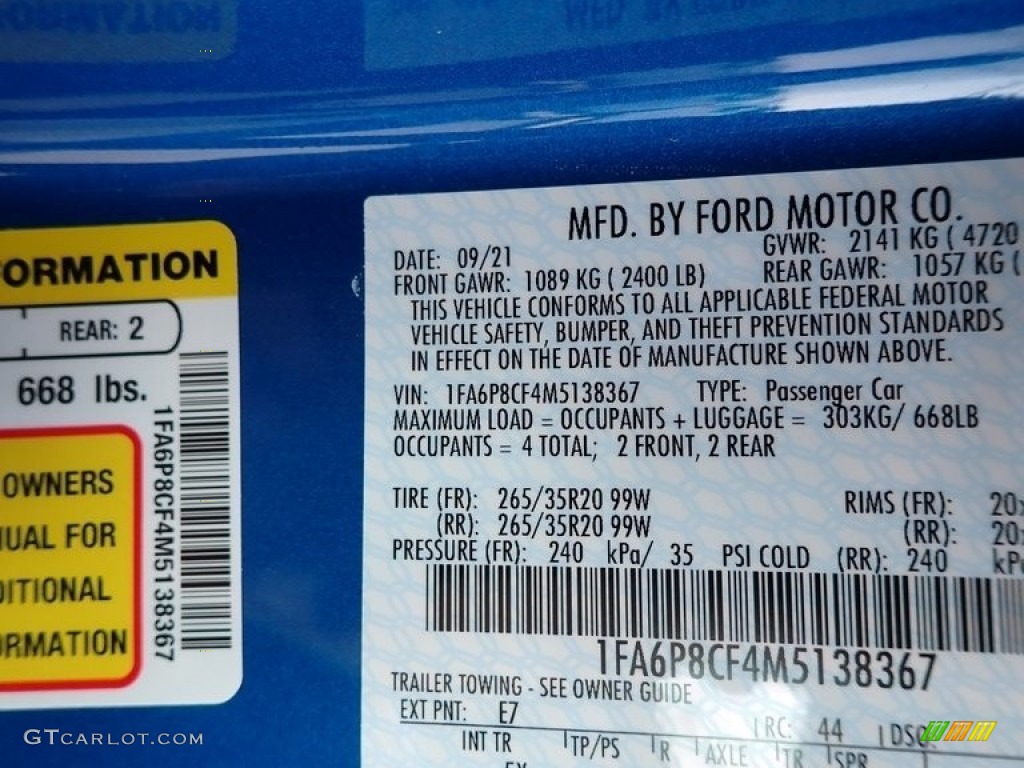 MFD. BY FORD MOTOR CO.
DATE: 09/21 GVWR: 2141 KG ( 4720
FRONT GAWR: 1089 KG ( 2400 LB) REAR GAWR: 1057 KG (
THIS VEHICLE CONFORMS TO ALL APPLICABLE FEDERAL MOTOR
VEHICLE SAFETY, BUMPER, AND THEFT PREVENTION STANDARDS
IN EFFECT ON THE DATE OF MANUFACTURE SHOWN ABOVE.
VIN: 1FA6P8CF4M5138367 TYPE: Passenger Car
MAXIMUM LOAD = OCCUPANTS + LUGGAGE = 303KG/ 668LB
OCCUPANTS = 4 TOTAL; 2 FRONT, 2 REAR
TIRE (FR): 265/35R20 99W RIMS (FR): 20
(RR): 265/35R20 99W (RR): 20
PRESSURE (FR): 240 kPa/ 35 PSI COLD (RR): 240 kP
1FA6P8CF4M5138367
TRAILER TOWING - SEE OWNER GUIDE
EXT PNT: E7 RC: 44 DSO
INT TR TP/PS R AXLE TR SPR
ORMATION
REAR: 2
668 lbs.
OWNERS
UAL FOR
DITIONAL
ORMATION
1FA6P8CF4M5138367
GTCARLOT.COM